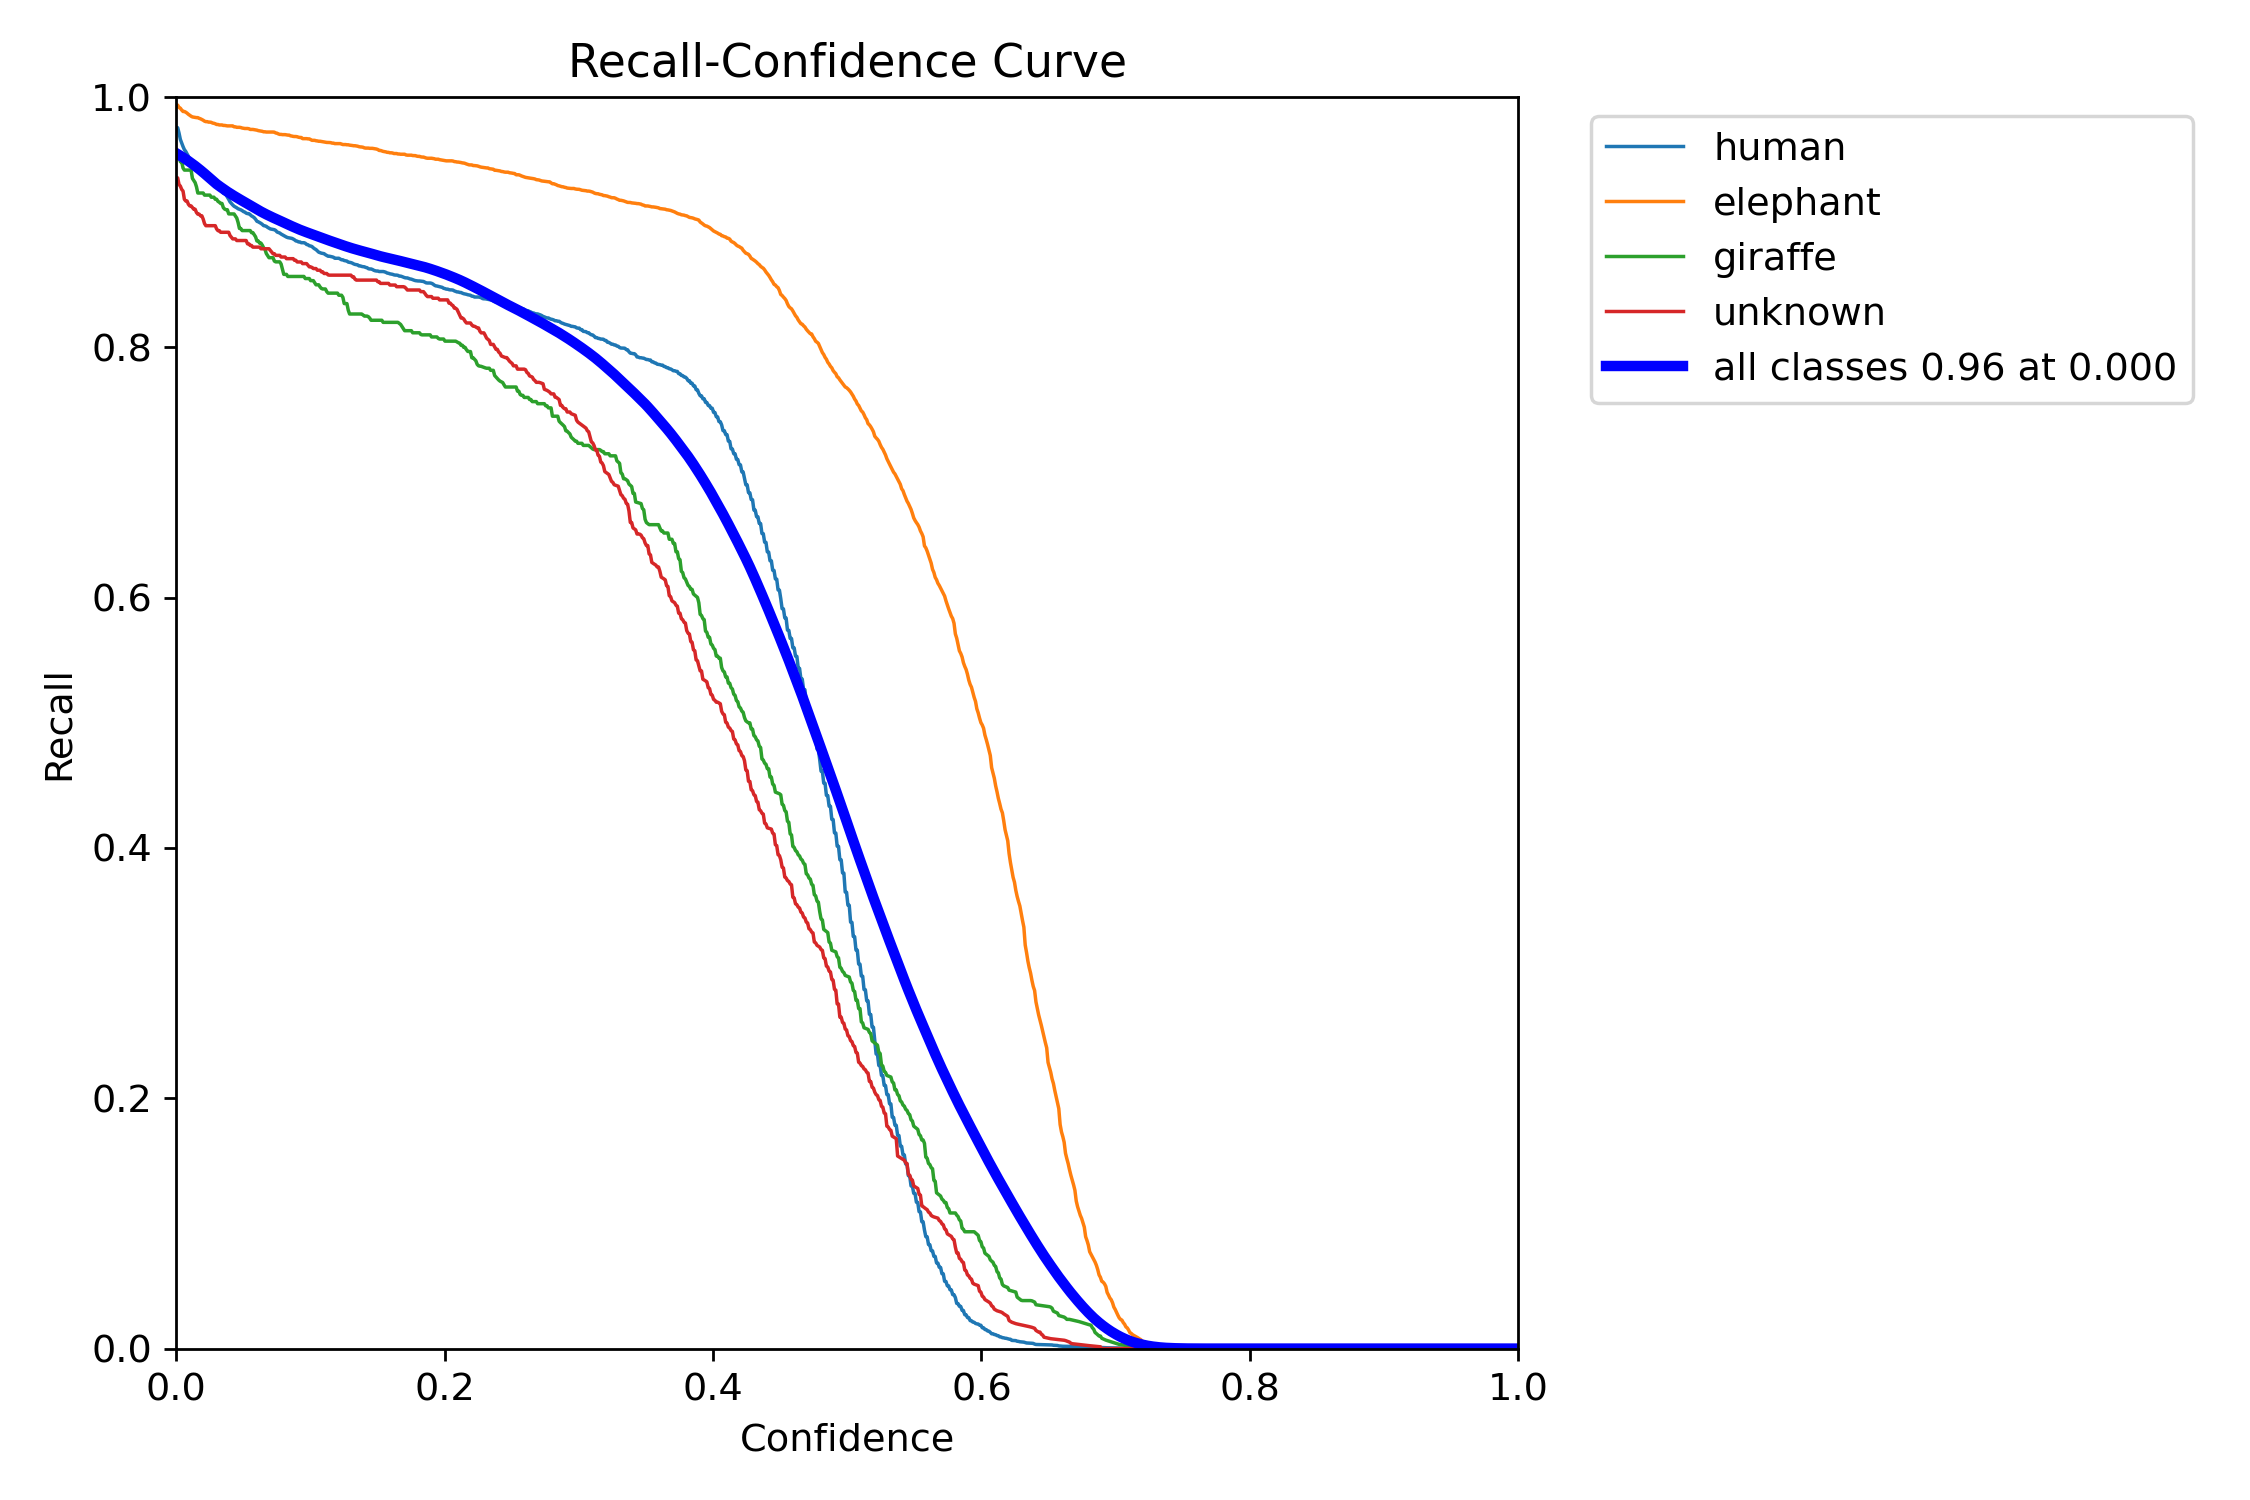 Recall-Confidence Curve
1.0
0.8
0.6
0.4
0.2
0.0
Recall
0.0 0.2 0.4 0.6 0.8 1.0
Confidence
human
elephant
giraffe
unknown
all classes 0.96 at 0.000